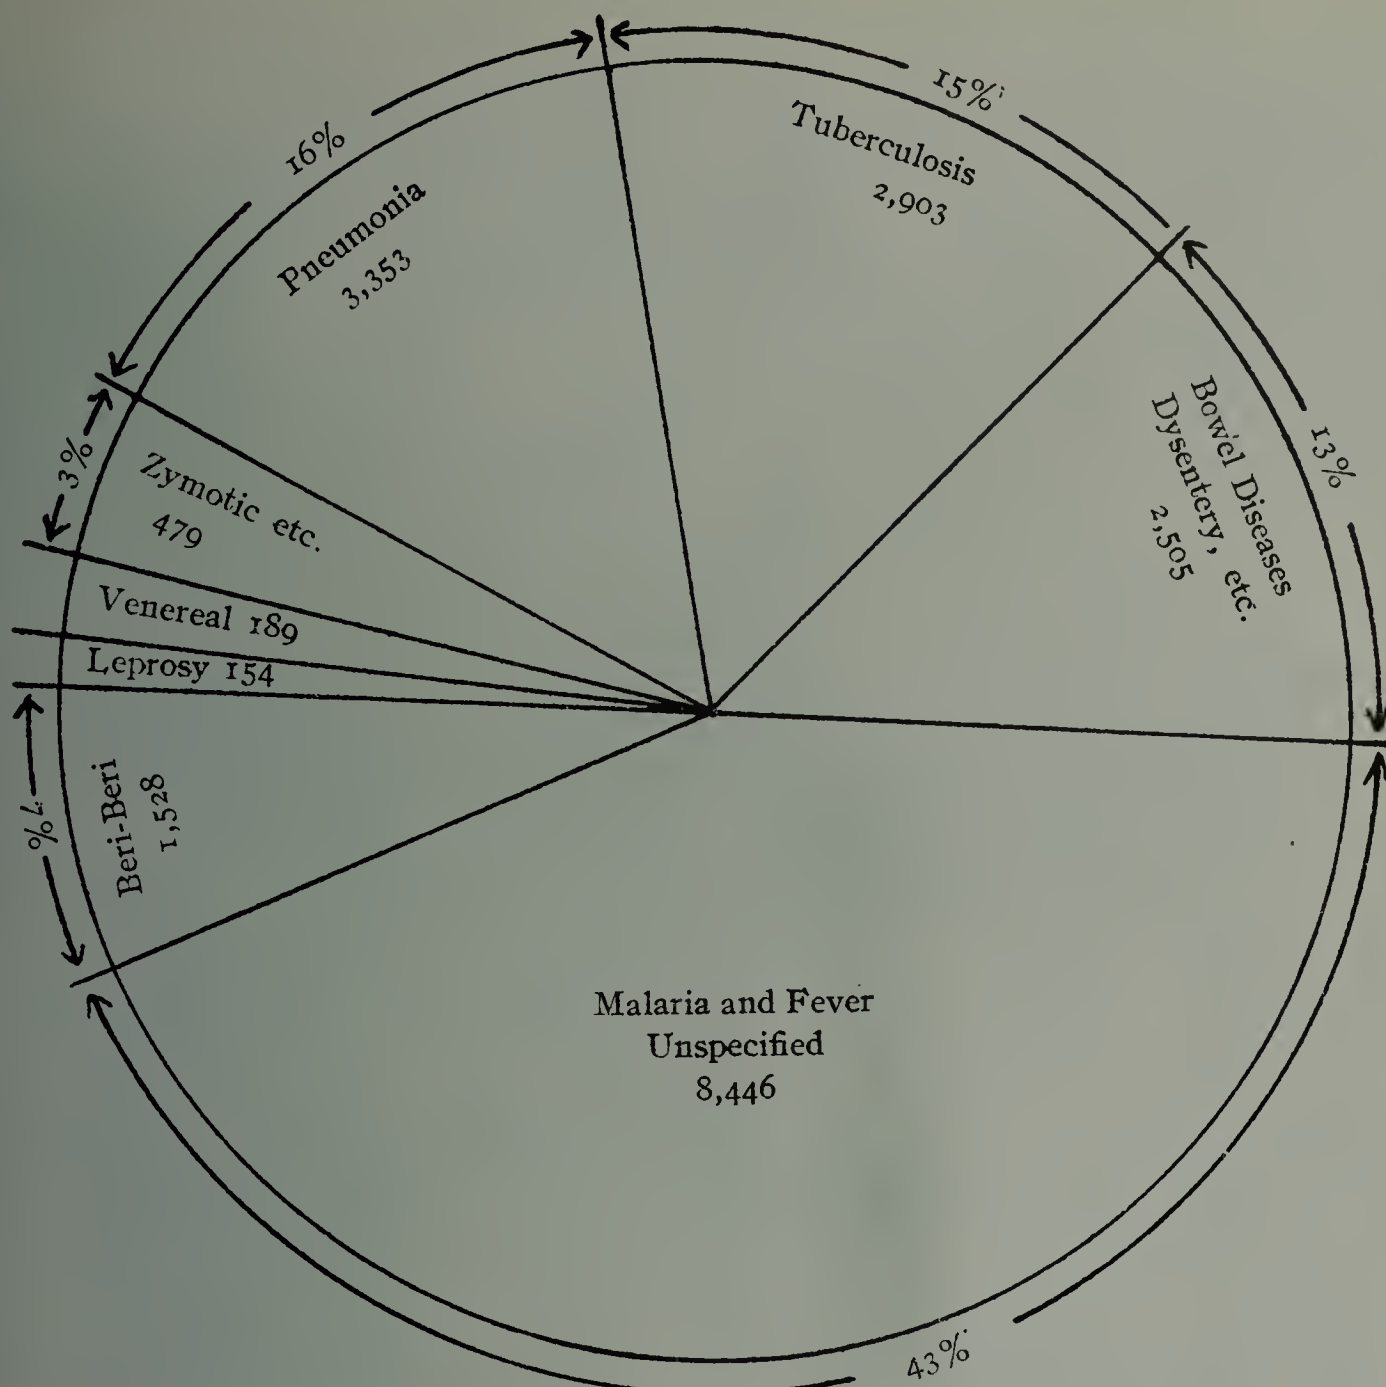 16%
15%
Tuberculosis
2,903
Pneumonia
3,353
13%
Bowel Diseases
Dysentery, etc.
2,505
3%
Zymotic etc.
479
Venereal 189
Leprosy 154
7%
Beri-Beri
1,528
Malaria and Fever
Unspecified
8,446
43%